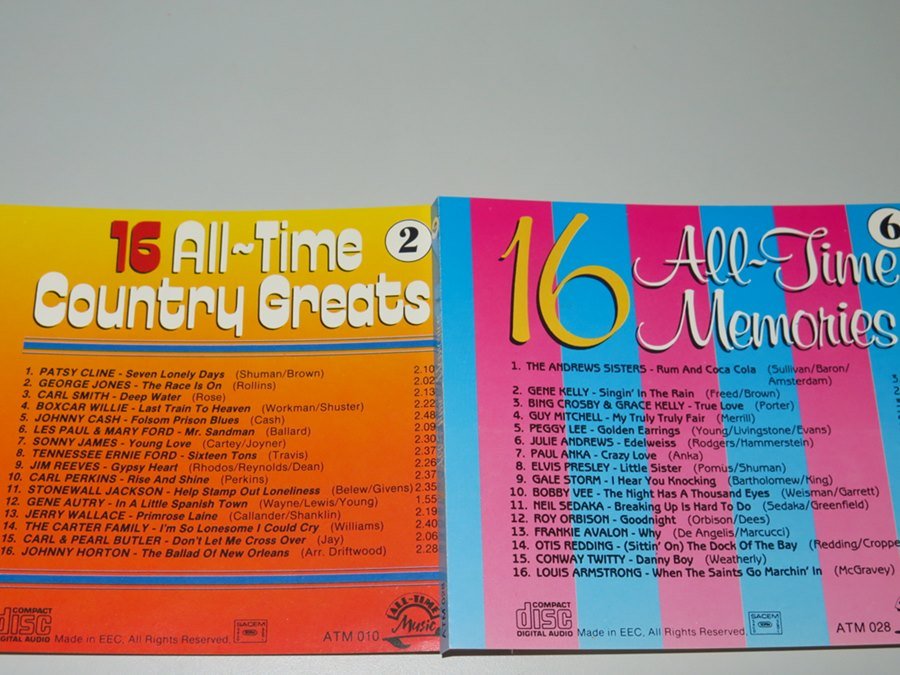 16 All~Time
Country Greats
2
1. PATSY CLINE - Seven Lonely Days (Shuman/Brown) 2.10
2. GEORGE JONES - The Race Is On (Rollins) 2.02
3. CARL SMITH - Deep Water (Rose) 2.13
4. BOXCAR WILLIE - Last Train To Heaven (Workman/Shuster) 2.22
5. JOHNNY CASH - Folsom Prison Blues (Cash) 2.48
6. LES PAUL & MARY FORD - Mr. Sandman (Ballard) 2.09
7. SONNY JAMES - Young Love (Cartey/Joyner) 2.30
8. TENNESSEE ERNIE FORD - Sixteen Tons (Travis) 2.37
9. JIM REEVES - Gypsy Heart (Rhodes/Reynolds/Dean) 2.26
10. CARL PERKINS - Rise And Shine (Perkins) 2.37
11. STONEWALL JACKSON - Help Stamp Out Loneliness (Belew/Givens) 2.35
12. GENE AUTRY - In A Little Spanish Town (Wayne/Lewis/Young) 1.55
13. JERRY WALLACE - Primrose Laine (Callander/Shanklin) 2.19
14. THE CARTER FAMILY - I'm So Lonesome I Could Cry (Williams) 2.40
15. CARL & PEARL BUTLER - Don't Let Me Cross Over (Jay) 2.06
16. JOHNNY HORTON - The Ballad Of New Orleans (Arr. Driftwood) 2.28
COMPACT
disc
DIGITAL AUDIO
Made in EEC, All Rights Reserved.
SACEM
ATM 010
ALL-TIME
Music
16 All~Time
Memories
6
1. THE ANDREWS SISTERS - Rum And Coca Cola (Sullivan/Baron/
Amsterdam)
2. GENE KELLY - Singin' In The Rain (Freed/Brown)
3. BING CROSBY & GRACE KELLY - True Love (Porter)
4. GUY MITCHELL - My Truly Truly Fair (Merrill)
5. PEGGY LEE - Golden Earrings (Young/Livingstone/Evans)
6. JULIE ANDREWS - Edelweiss (Rodgers/Hammerstein)
7. PAUL ANKA - Crazy Love (Anka)
8. ELVIS PRESLEY - Little Sister (Pomus/Shuman)
9. GALE STORM - I Hear You Knocking (Bartholomew/King)
10. BOBBY VEE - The Night Has A Thousand Eyes (Weisman/Garrett)
11. NEIL SEDAKA - Breaking Up Is Hard To Do (Sedaka/Greenfield)
12. ROY ORBISON - Goodnight (Orbison/Dees)
13. FRANKIE AVALON - Why (De Angelis/Marcucci)
14. OTIS REDDING - (Sittin' On) The Dock Of The Bay (Redding/Croppe
15. CONWAY TWITTY - Danny Boy (Weatherly)
16. LOUIS ARMSTRONG - When The Saints Go Marchin' In (McGravey)
COMPACT
disc
DIGITAL AUDIO
Made in EEC, All Rights Reserved.
SACEM
ATM 028